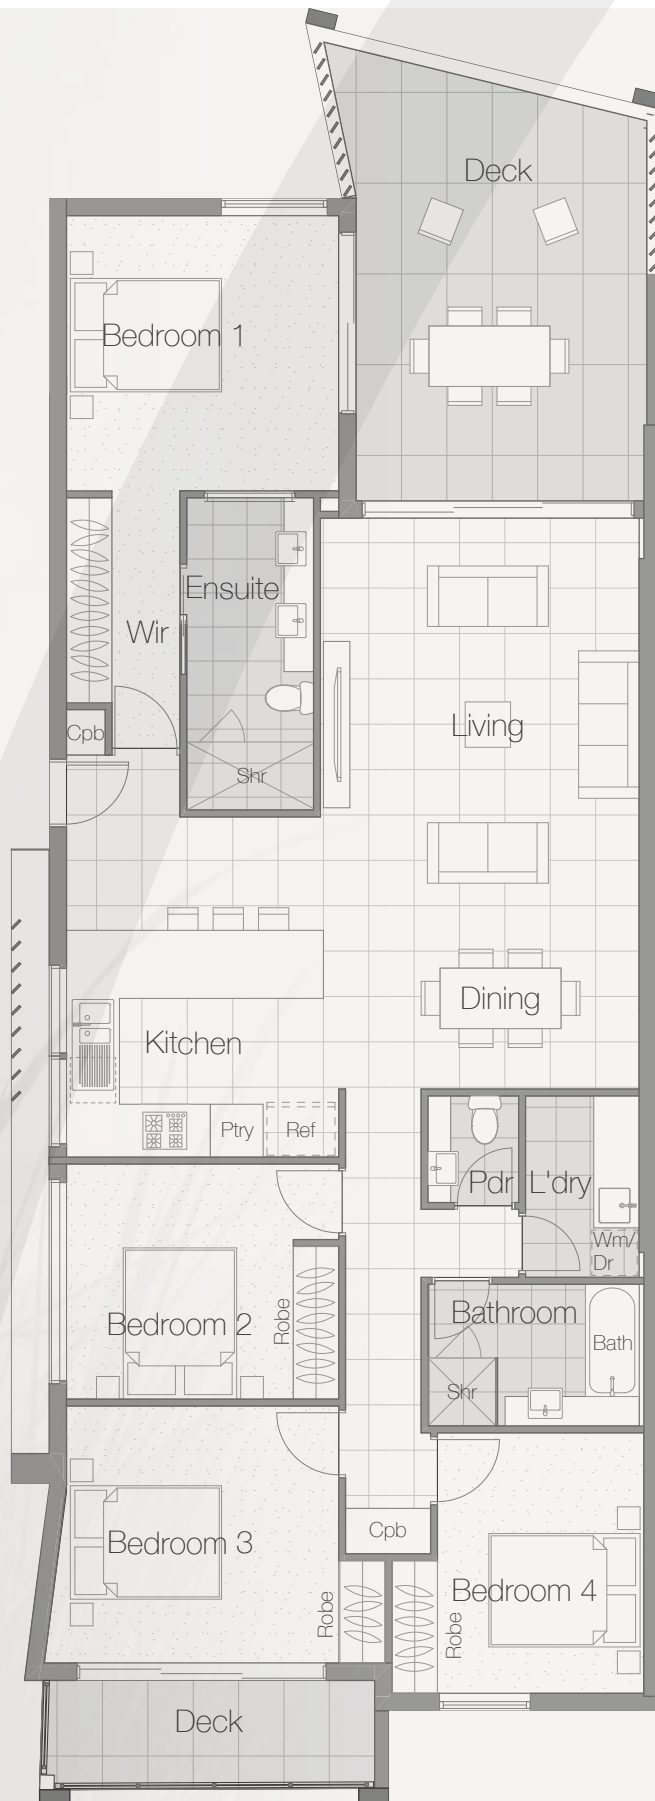 Deck
Bedroom 1
Ensuite
Wir
Living
Cpb
Shr
Dining
Kitchen
Ptry
Ref
Pdr
L'dry
Wm/
Dr
Bathroom
Bedroom 2
Robe
Bath
Shr
Cpb
Bedroom 3
Bedroom 4
Robe
Robe
Deck